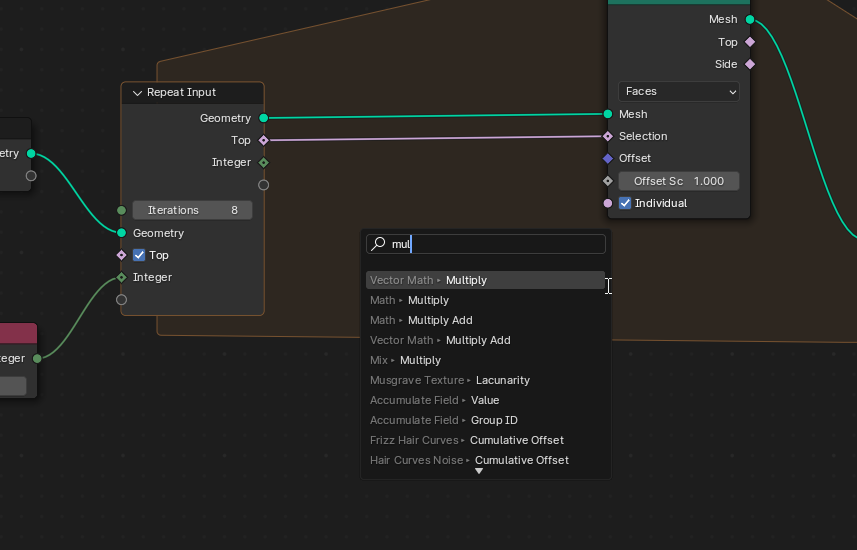 Mesh
Top
Side
Faces
Mesh
Selection
Offset
Offset Sc 1.000
Individual
Repeat Input
Geometry
Top
Integer
Iterations 8
Geometry
Top
Integer
etry
eger
mul
Vector Math ▸ Multiply
Math ▸ Multiply
Math ▸ Multiply Add
Vector Math ▸ Multiply Add
Mix ▸ Multiply
Musgrave Texture ▸ Lacunarity
Accumulate Field ▸ Value
Accumulate Field ▸ Group ID
Frizz Hair Curves ▸ Cumulative Offset
Hair Curves Noise ▸ Cumulative Offset